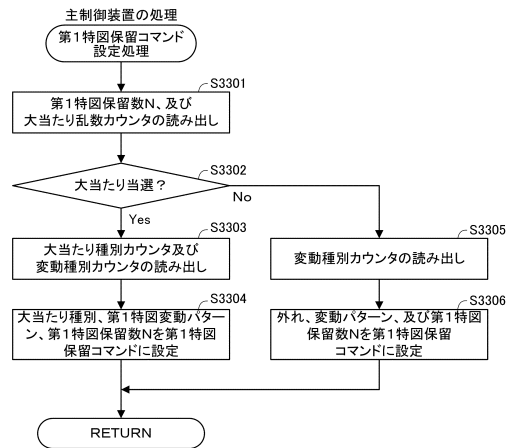 主制御装置の処理
第1特図保留コマンド
設定処理
S3301
第1特図保留数N、及び
大当たり乱数カウンタの読み出し
S3302
大当たり当選?
No
Yes
S3303
大当たり種別カウンタ及び
変動種別カウンタの読み出し
S3305
変動種別カウンタの読み出し
S3304
大当たり種別、第1特図変動パター
ン、第1特図保留数Nを第1特図
保留コマンドに設定
S3306
外れ、変動パターン、及び第1特図
保留数Nを第1特図保留
コマンドに設定
RETURN